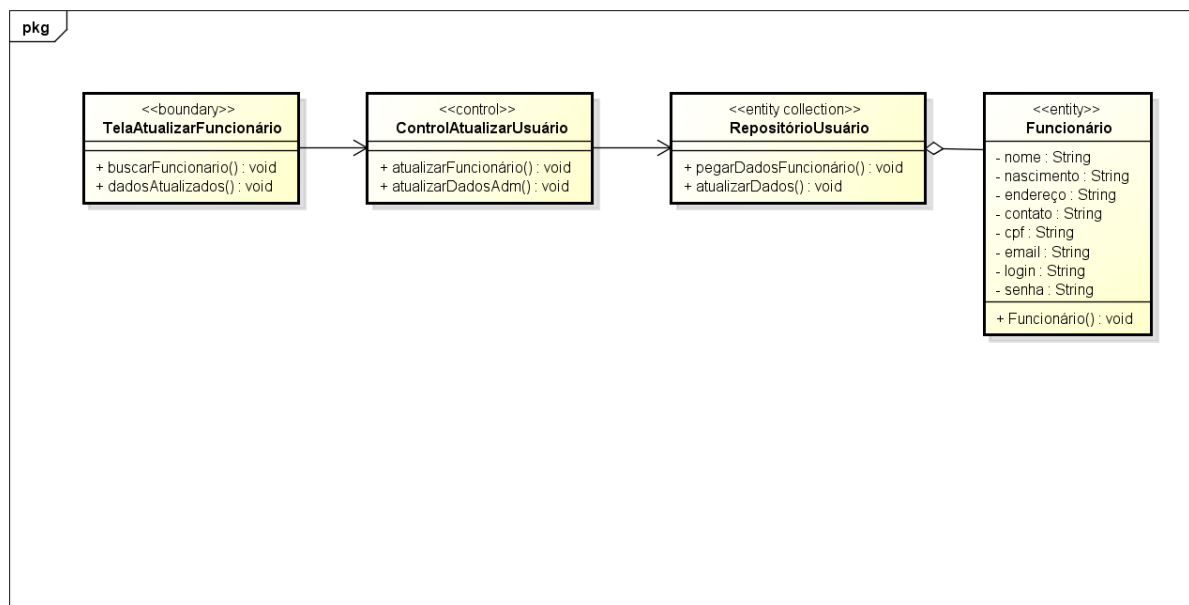 pkg
<<boundary>>
TelaAtualizarFuncionário
+ buscarFuncionario() : void
+ dadosAtualizados() : void
<<control>>
ControlAtualizarUsuário
+ atualizarFuncionário() : void
+ atualizarDadosAdm() : void
<<entity collection>>
RepositórioUsuário
+ pegarDadosFuncionário() : void
+ atualizarDados() : void
<<entity>>
Funcionário
- nome : String
- nascimento : String
- endereço : String
- contato : String
- cpf : String
- email : String
- login : String
- senha : String
+ Funcionário() : void